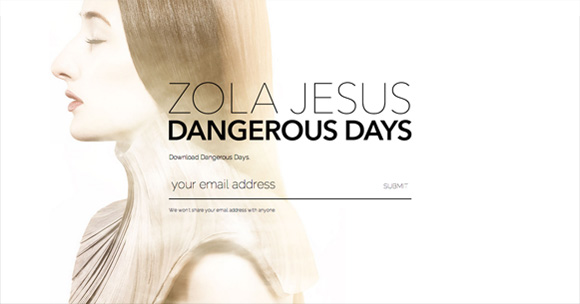 ZOLA JESUS
DANGEROUS DAYS
Download Dangerous Days.
your email address
SUBMIT
We won't share your email address with anyone